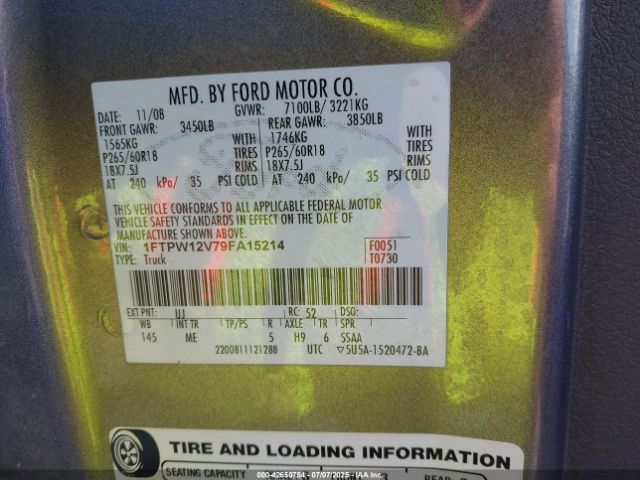 MFD. BY FORD MOTOR CO.
DATE: 11/08 GVWR: 7100LB/ 3221KG
FRONT GAWR: 3450LB REAR GAWR: 3850LB
1565KG WITH 1746KG WITH
P265/60R18 TIRES P265/60R18 TIRES
18X7.5J RIMS 18X7.5J RIMS
AT 240 kPa/ 35 PSI COLD AT 240 kPa/ 35 PSI COLD
THIS VEHICLE CONFORMS TO ALL APPLICABLE FEDERAL MOTOR
VEHICLE SAFETY STANDARDS IN EFFECT ON THE DATE OF
MANUFACTURE SHOWN ABOVE.
VIN: 1FTPW12V79FA15214 F0051
TYPE: Truck T0730
EXT PNT: UJ RC: 52 DSO:
WB INT TR TP/PS R AXLE TR SPR
145 ME 5 H9 6 SSAA
2200811121288 UTC ▽5U5A-1520472-BA
TIRE AND LOADING INFORMATION
SEATING CAPACITY
000-42650754 - 07/07/2025 - IAA, Inc.